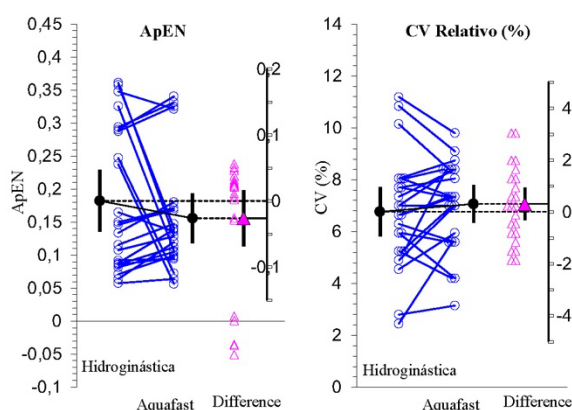 ApEN
CV Relativo (%)
0,45
0,4
0,35
0,3
0,25
0,2
0,15
0,1
0,05
0
-0,05
-0,1
ApEN
0,2
0,1
0
-0,1
Hidroginástica
Aquafast
Difference
14
12
10
8
6
4
2
0
CV (%)
4
2
0
-2
-4
Hidroginástica
Aquafast
Difference